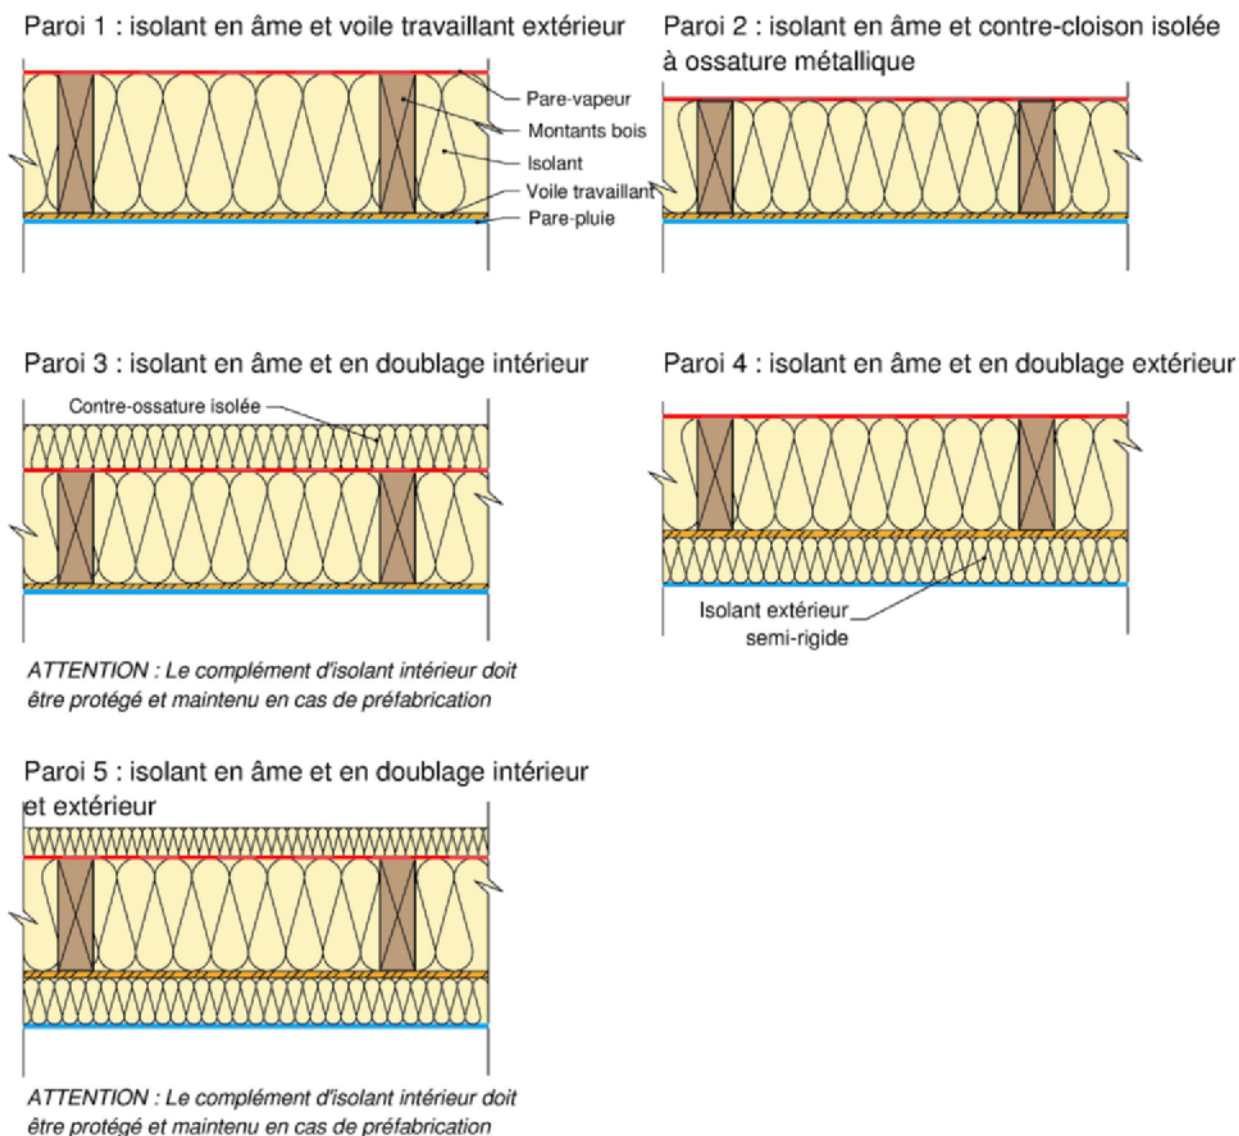 Paroi 1 : isolant en âme et voile travaillant extérieur
Pare-vapeur
Montants bois
Isolant
Voile travaillant
Pare-pluie
Paroi 2 : isolant en âme et contre-cloison isolée
à ossature métallique
Paroi 3 : isolant en âme et en doublage intérieur
Contre-ossature isolée
ATTENTION : Le complément d'isolant intérieur doit
être protégé et maintenu en cas de préfabrication
Paroi 4 : isolant en âme et en doublage extérieur
Isolant extérieur
semi-rigide
Paroi 5 : isolant en âme et en doublage intérieur
et extérieur
ATTENTION : Le complément d'isolant intérieur doit
être protégé et maintenu en cas de préfabrication